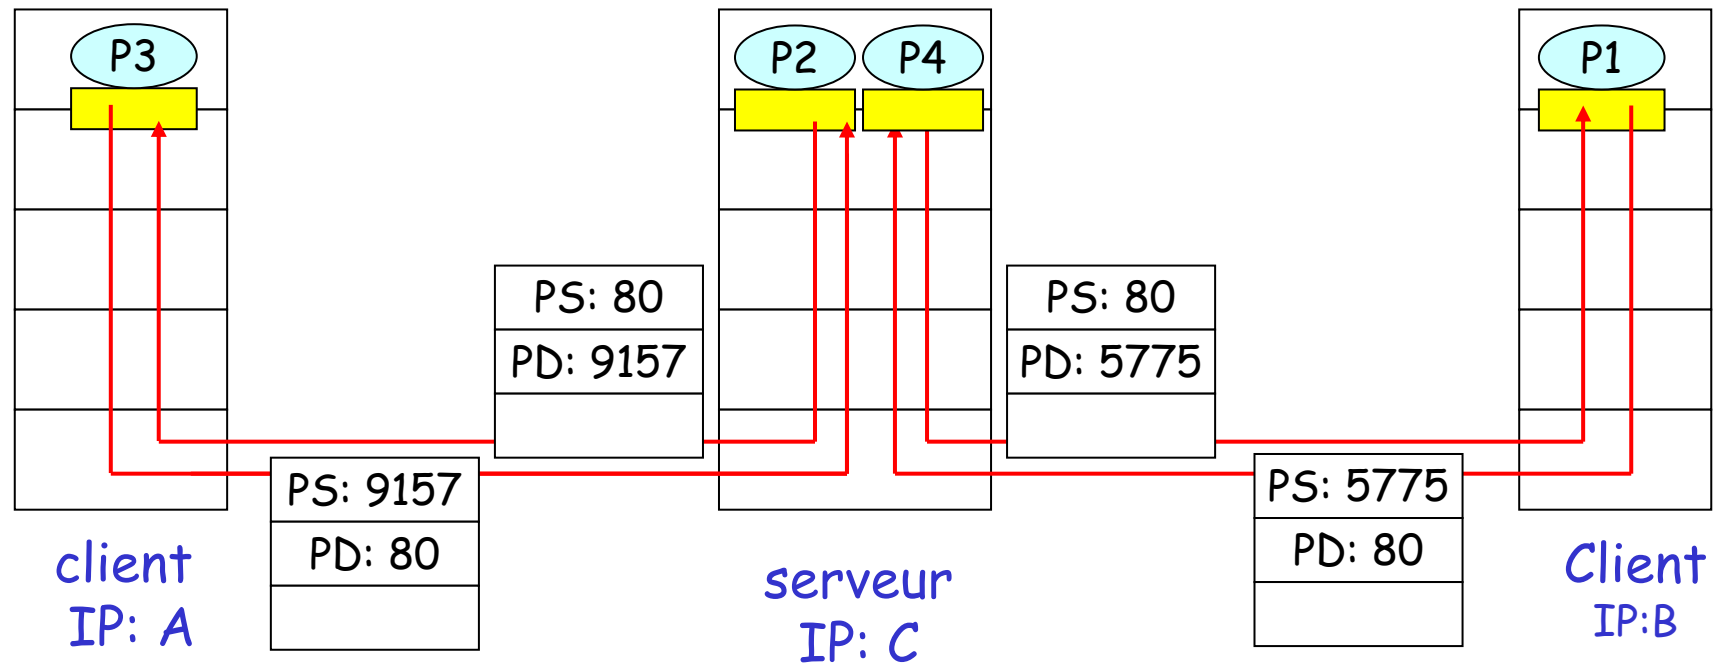 P3
P2
P4
P1
PS: 80
PD: 9157
PS: 80
PD: 5775
PS: 9157
PD: 80
PS: 5775
PD: 80
client
IP: A
serveur
IP: C
Client
IP:B